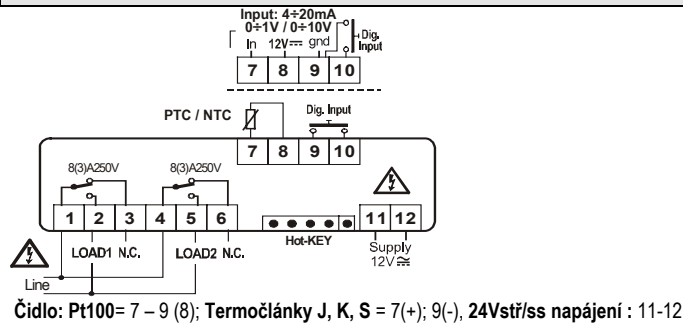 Input: 4÷20mA
0÷1V / 0÷10V
Dig. Input
In 12V gnd
7 8 9 10
PTC / NTC
Dig. Input
7 8 9 10
8(3)A250V 8(3)A250V
1 2 3 4 5 6 11 12
LOAD1 N.C. LOAD2 N.C. Hot-KEY
Supply
12V
Line
Čidlo: Pt100= 7 – 9 (8); Termočlánky J, K, S = 7(+); 9(-), 24Vstř/ss napájení : 11-12